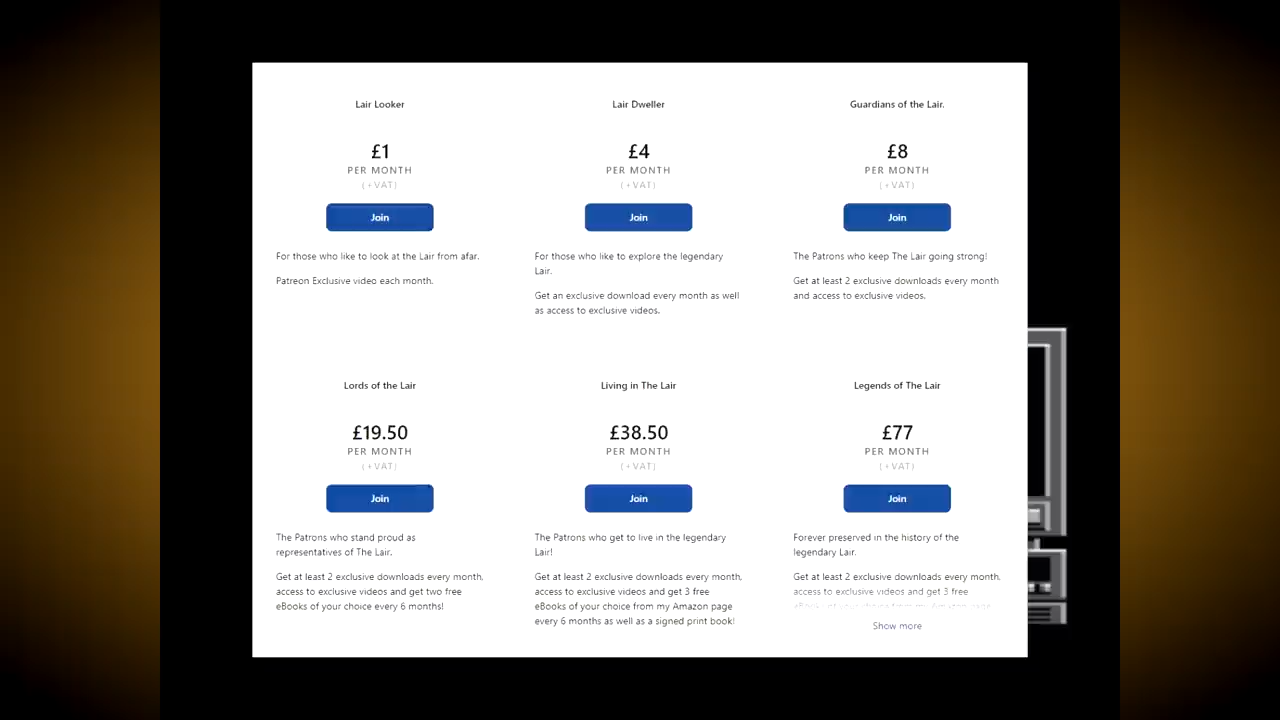 Lair Looker
£1
PER MONTH
(+VAT)
Join
For those who like to look at the Lair from afar.
Patreon Exclusive video each month.
Lair Dweller
£4
PER MONTH
(+VAT)
Join
For those who like to explore the legendary
Lair.
Get an exclusive download every month as well
as access to exclusive videos.
Guardians of the Lair.
£8
PER MONTH
(+VAT)
Join
The Patrons who keep The Lair going strong!
Get at least 2 exclusive downloads every month
and access to exclusive videos.
Lords of the Lair
£19.50
PER MONTH
(+VAT)
Join
The Patrons who stand proud as
representatives of The Lair.
Get at least 2 exclusive downloads every month,
access to exclusive videos and get two free
eBooks of your choice every 6 months!
Living in The Lair
£38.50
PER MONTH
(+VAT)
Join
The Patrons who get to live in the legendary
Lair!
Get at least 2 exclusive downloads every month,
access to exclusive videos and get 3 free
eBooks of your choice from my Amazon page
every 6 months as well as a signed print book!
Legends of The Lair
£77
PER MONTH
(+VAT)
Join
Forever preserved in the history of the
legendary Lair.
Get at least 2 exclusive downloads every month,
access to exclusive videos and get 3 free
eBooks of your choice from my Amazon page
Show more